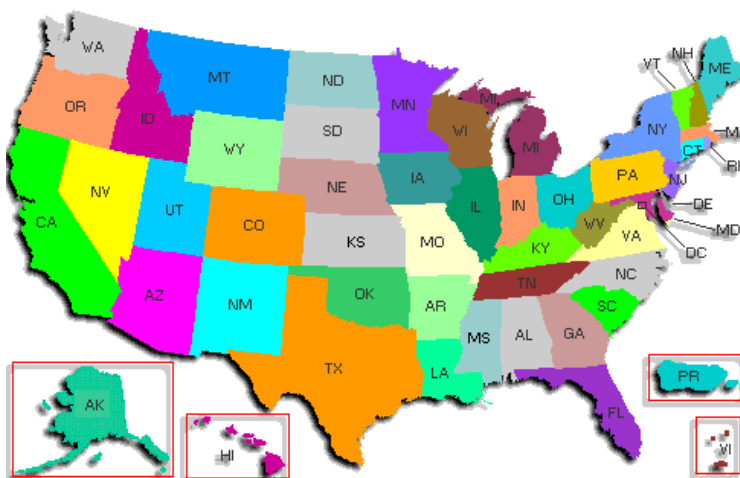 WA
VT
NH
ME
MT
ND
OR
MN
MI
ID
SD
WI
NY
M
WY
MI
CT
RI
IA
PA
NJ
NV
NE
OH
UT
IL
IN
DE
CA
CO
WV
MD
KS
MO
VA
KY
DC
NC
TN
AZ
OK
NM
AR
SC
MS
AL
GA
TX
LA
PR
AK
FL
HI
VI